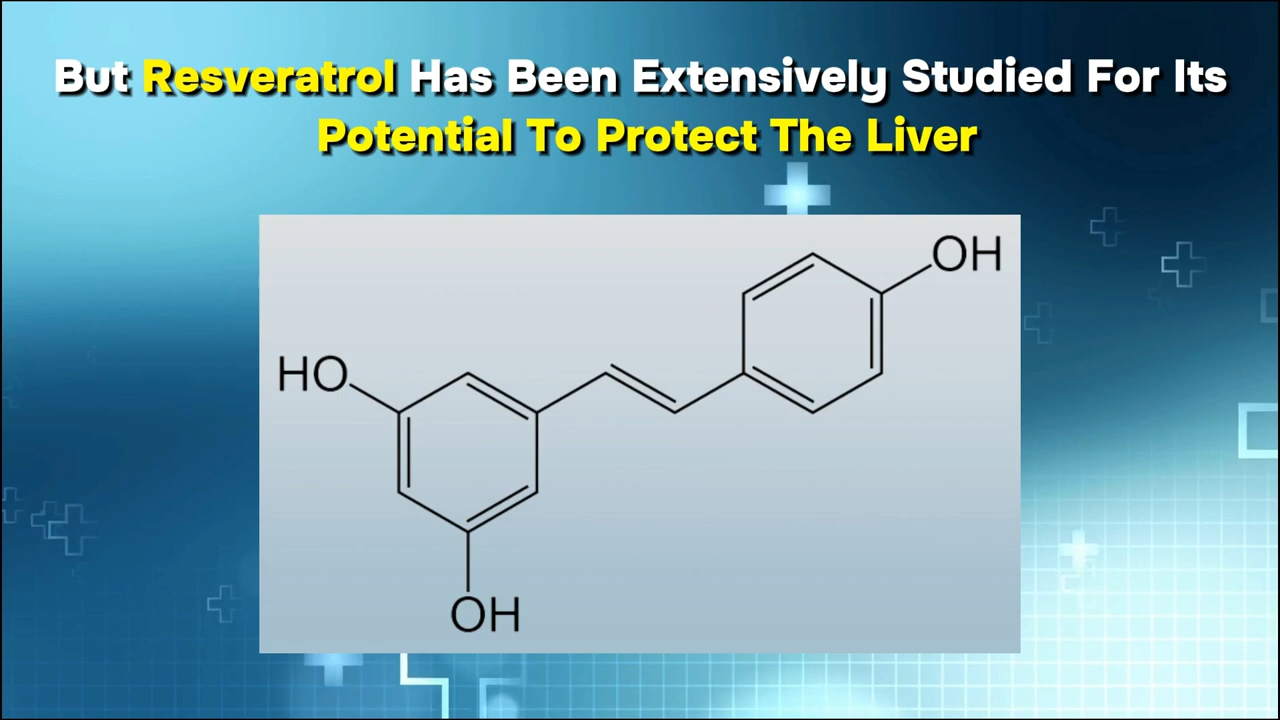 But Resveratrol Has Been Extensively Studied For Its
Potential To Protect The Liver
OH
HO
OH